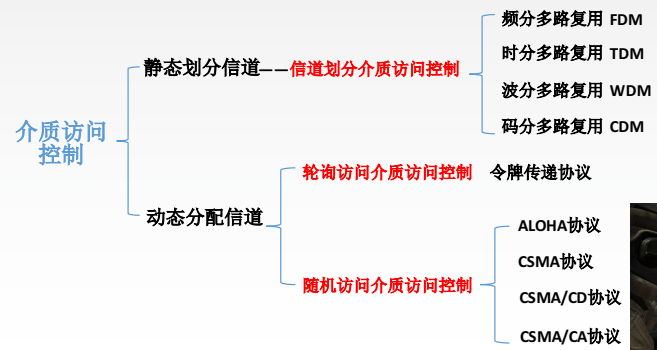 频分多路复用 FDM
静态划分信道——信道划分介质访问控制
时分多路复用 TDM
波分多路复用 WDM
码分多路复用 CDM
介质访问
控制
轮询访问介质访问控制 令牌传递协议
动态分配信道
ALOHA协议
CSMA协议
随机访问介质访问控制
CSMA/CD协议
CSMA/CA协议